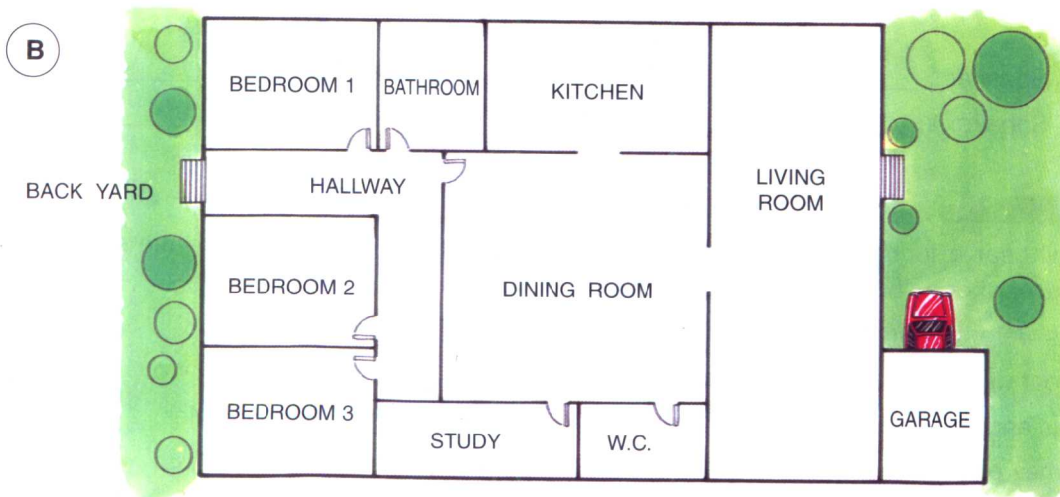 B
BEDROOM 1
BATHROOM
KITCHEN
BACK YARD
HALLWAY
LIVING
ROOM
BEDROOM 2
DINING ROOM
BEDROOM 3
STUDY
W.C.
GARAGE